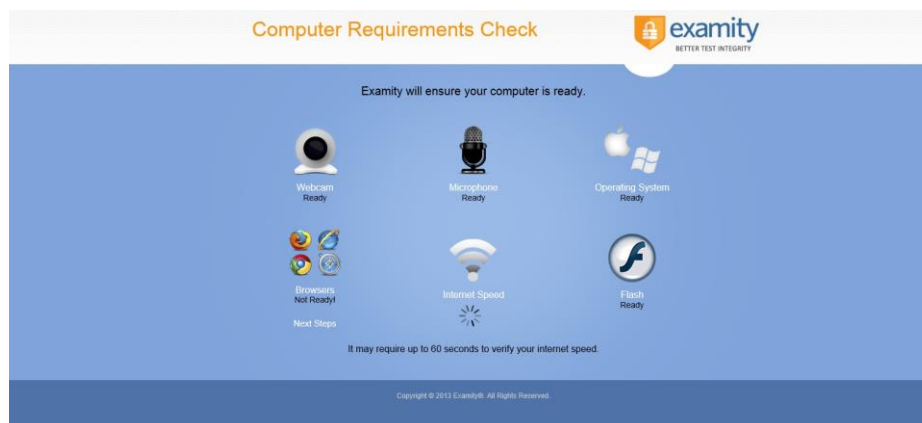 Computer Requirements Check
examity
BETTER TEST INTEGRITY
Examity will ensure your computer is ready.
Webcam
Ready
Microphone
Ready
Operating System
Ready
Browsers
Not Ready!
Next Steps
Internet Speed
Flash
Ready
It may require up to 60 seconds to verify your internet speed.
Copyright © 2013 Examity®. All Rights Reserved.